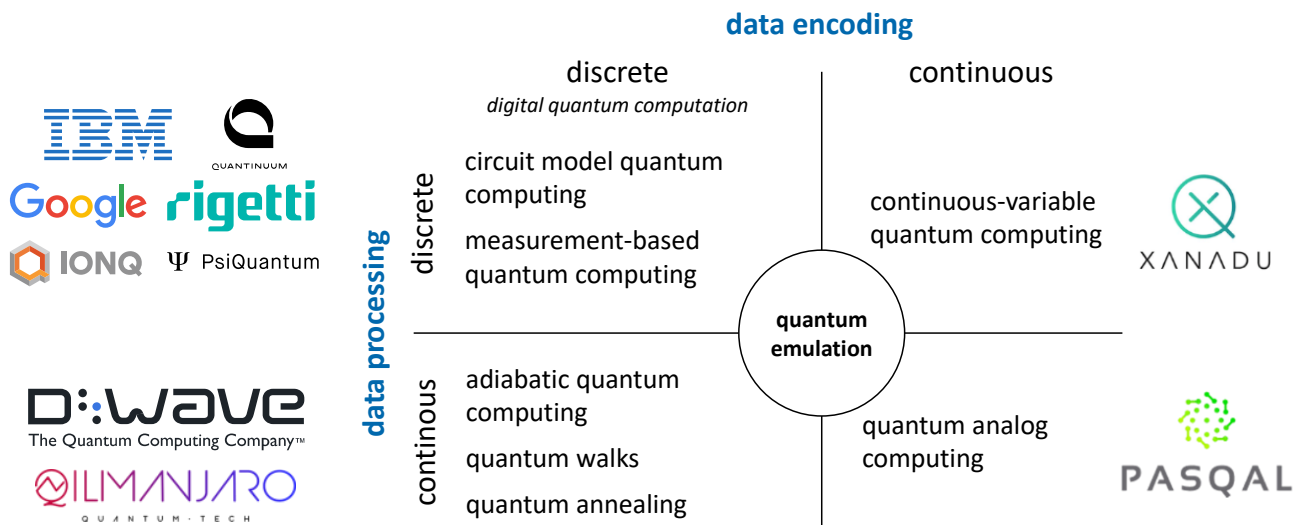 data encoding
discrete
continuous
digital quantum computation
IBM
QUANTINUUM
Google
rigetti
IONQ
Ψ PsiQuantum
data processing
discrete
circuit model quantum
computing
measurement-based
quantum computing
continuous-variable
quantum computing
XANADU
quantum
emulation
D:wave
The Quantum Computing Company™
QILIMANJARO
QUANTUM·TECH
continous
adiabatic quantum
computing
quantum walks
quantum annealing
quantum analog
computing
PASQAL